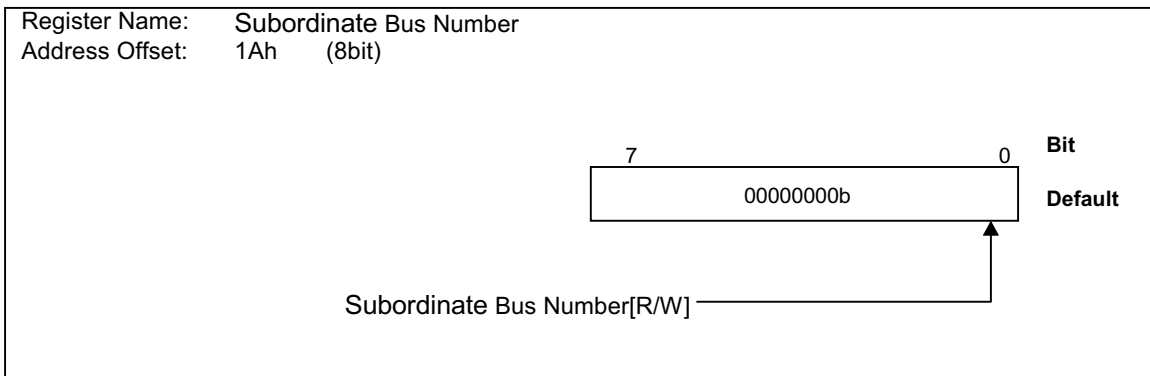 Register Name: Subordinate Bus Number
Address Offset: 1Ah (8bit)
7 0 Bit
00000000b Default
Subordinate Bus Number[R/W]